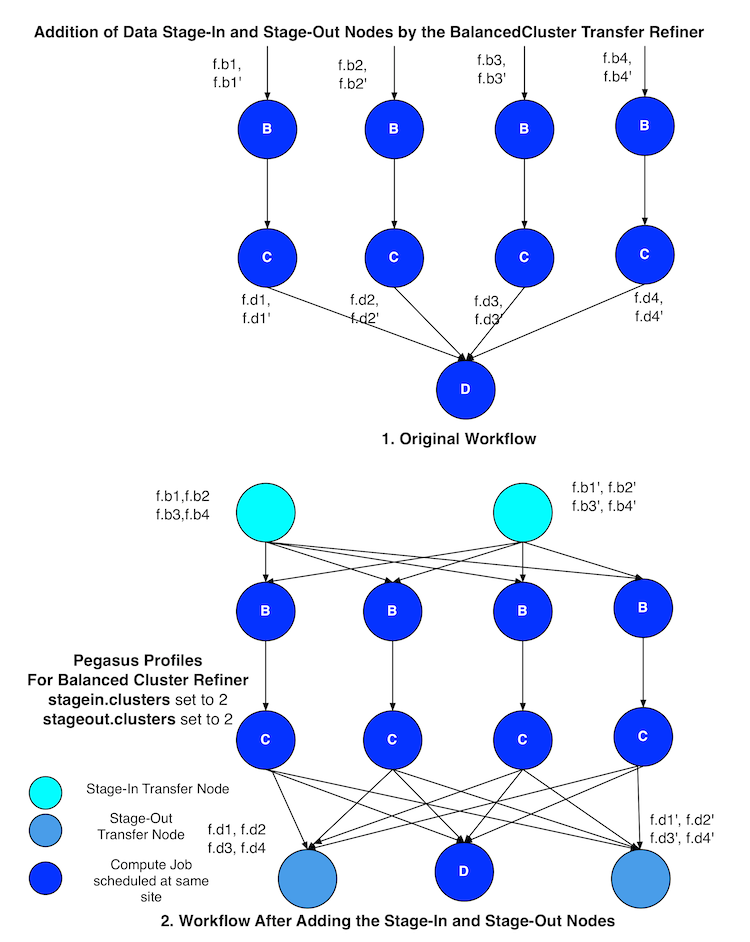 Addition of Data Stage-In and Stage-Out Nodes by the BalancedCluster Transfer Refiner
f.b1,
f.b1'
f.b2,
f.b2'
f.b3,
f.b3'
f.b4,
f.b4'
B
B
B
B
C
C
C
C
f.d1,
f.d1'
f.d2,
f.d2'
f.d3,
f.d3'
f.d4,
f.d4'
D
1. Original Workflow
f.b1,f.b2
f.b3,f.b4
f.b1', f.b2'
f.b3', f.b4'
B
B
B
B
Pegasus Profiles
For Balanced Cluster Refiner
stagein.clusters set to 2
stageout.clusters set to 2
C
C
C
C
Stage-In Transfer Node
Stage-Out
Transfer Node
Compute Job
scheduled at same
site
f.d1, f.d2
f.d3, f.d4
f.d1', f.d2'
f.d3', f.d4'
D
2. Workflow After Adding the Stage-In and Stage-Out Nodes